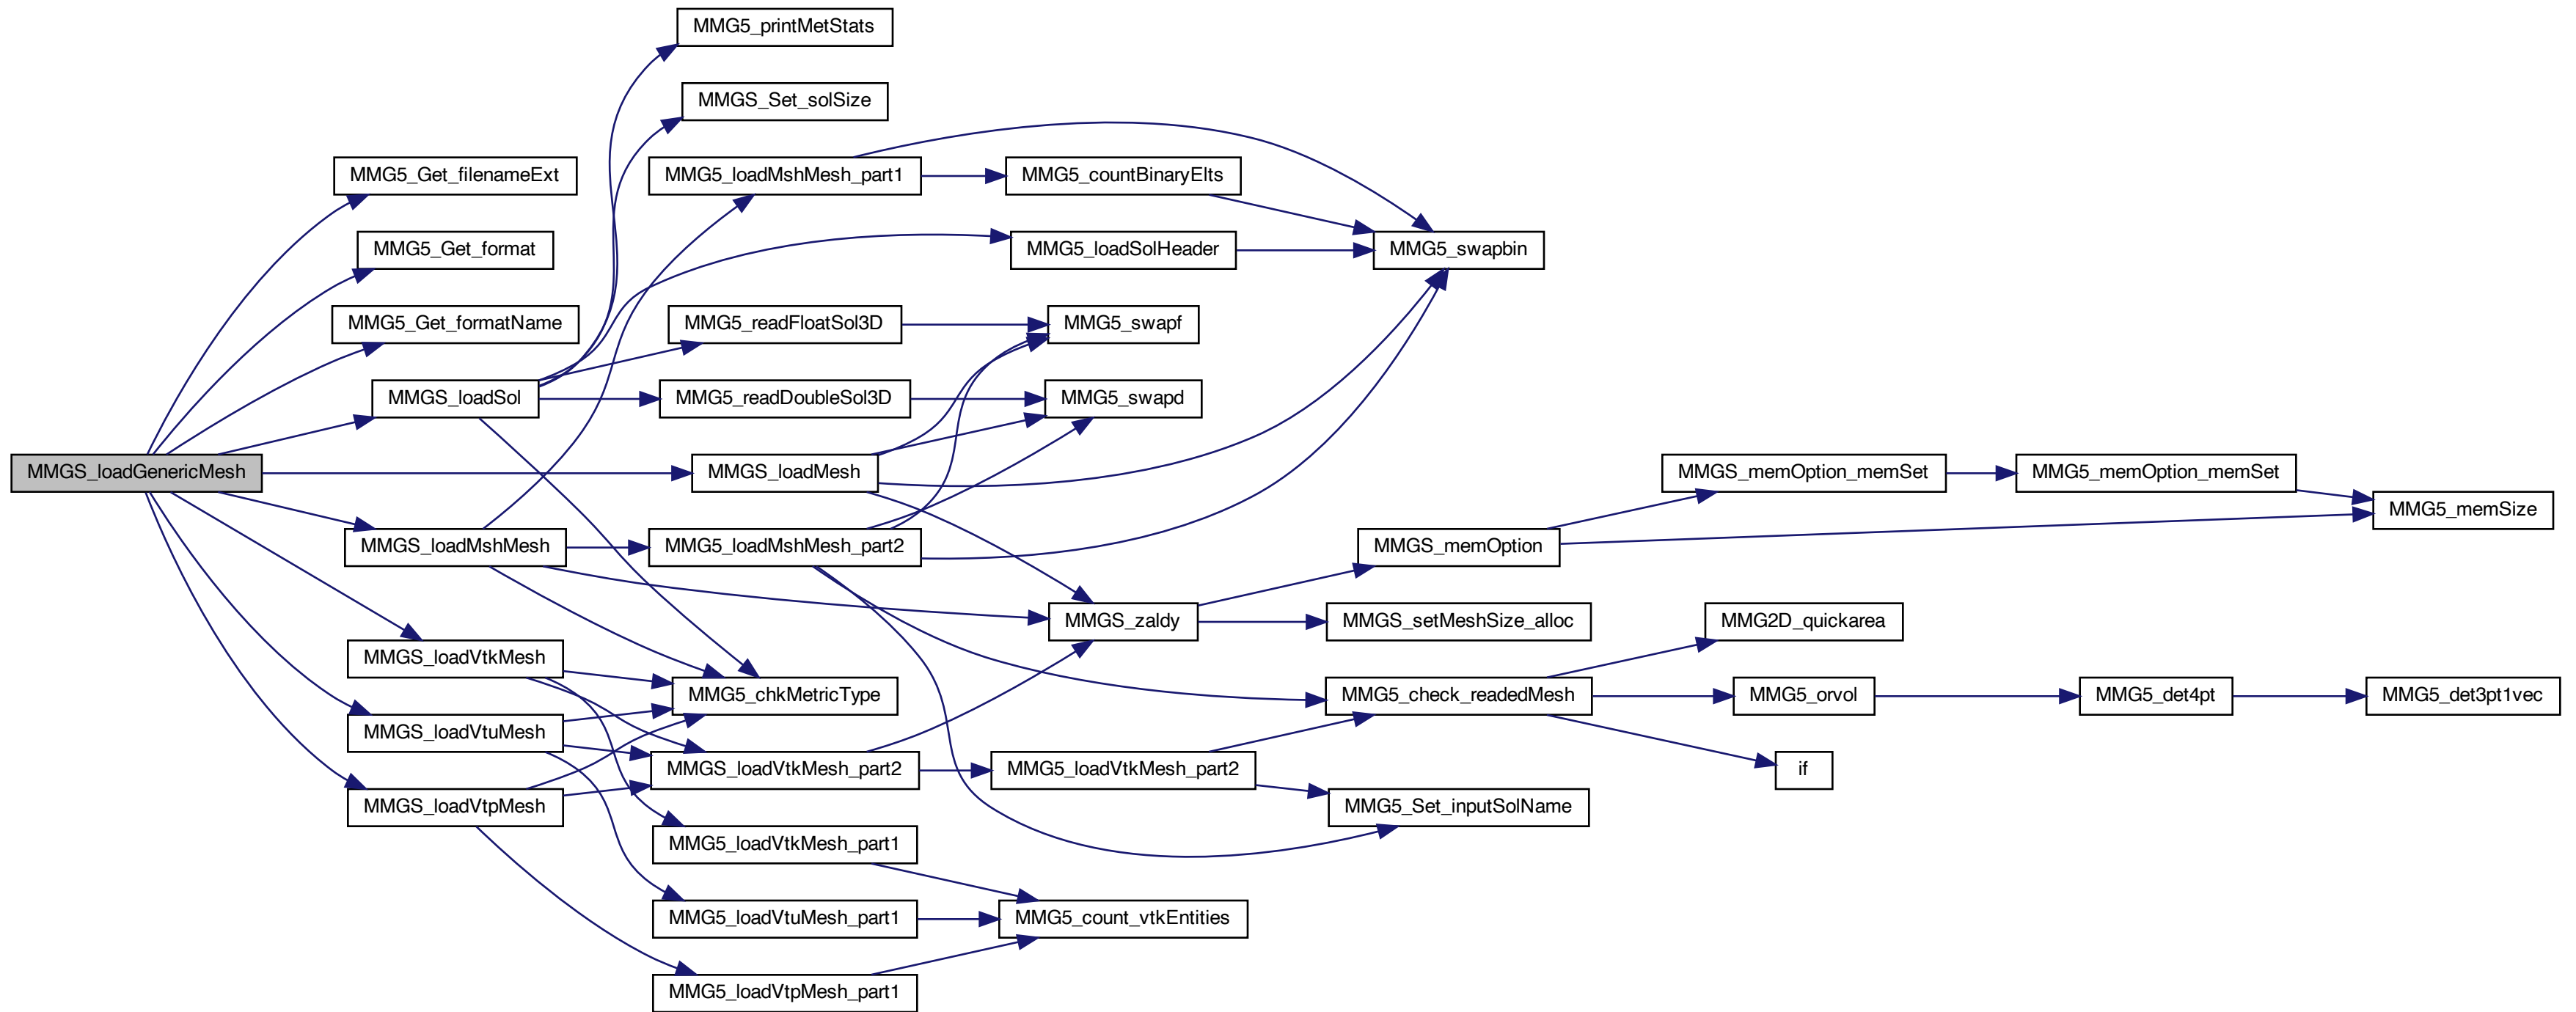 MMG5_printMetStats
MMGS_Set_solSize
MMG5_Get_filenameExt
MMG5_loadMshMesh_part1
MMG5_countBinaryElts
MMG5_Get_format
MMG5_loadSolHeader
MMG5_swapbin
MMG5_Get_formatName
MMG5_readFloatSol3D
MMG5_swapf
MMGS_loadSol
MMG5_readDoubleSol3D
MMG5_swapd
MMGS_loadGenericMesh
MMGS_loadMesh
MMGS_memOption_memSet
MMG5_memOption_memSet
MMG5_memSize
MMGS_loadMshMesh
MMG5_loadMshMesh_part2
MMGS_memOption
MMGS_zaldy
MMGS_setMeshSize_alloc
MMG2D_quickarea
MMGS_loadVtkMesh
MMG5_chkMetricType
MMG5_check_readedMesh
MMG5_orvol
MMG5_det4pt
MMG5_det3pt1vec
MMGS_loadVtuMesh
MMGS_loadVtkMesh_part2
MMG5_loadVtkMesh_part2
if
MMGS_loadVtpMesh
MMG5_Set_inputSolName
MMG5_loadVtkMesh_part1
MMG5_loadVtuMesh_part1
MMG5_count_vtkEntities
MMG5_loadVtpMesh_part1